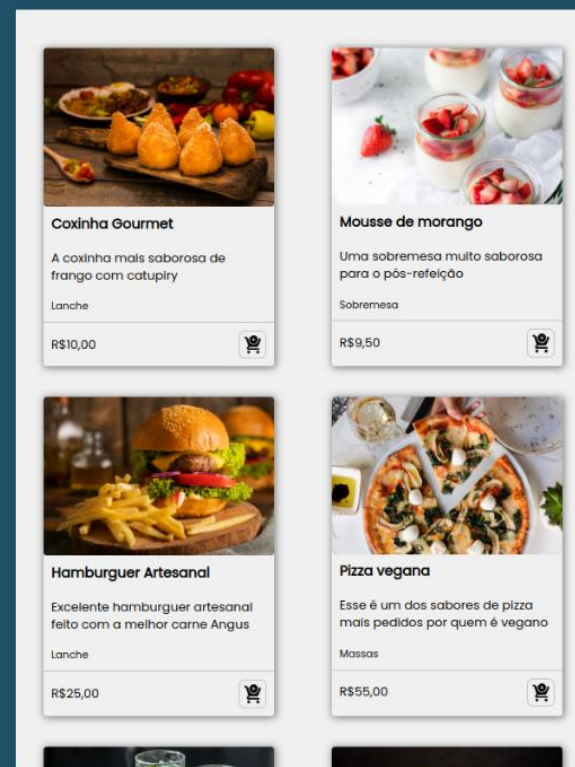 Coxinha Gourmet
A coxinha mais saborosa de
frango com catupiry
Lanche
R$10,00
Mousse de morango
Uma sobremesa muito saborosa
para o pós-refeição
Sobremesa
R$9,50
Hamburguer Artesanal
Excelente hamburguer artesanal
feito com a melhor carne Angus
Lanche
R$25,00
Pizza vegana
Esse é um dos sabores de pizza
mais pedidos por quem é vegano
Massas
R$55,00